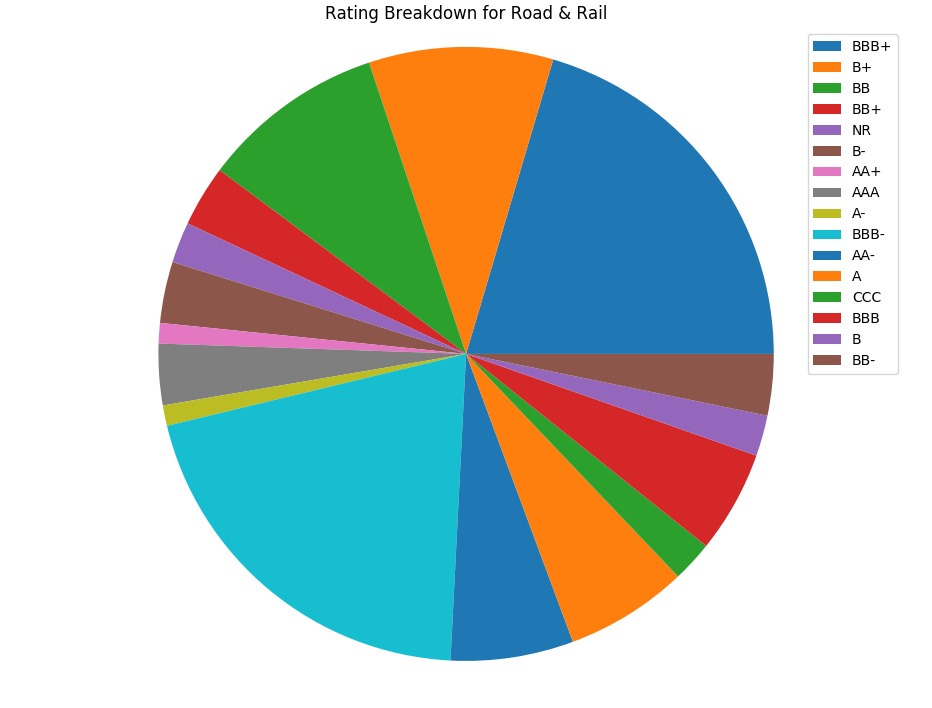 Rating Breakdown for Road & Rail
BBB+
B+
BB
BB+
NR
B-
AA+
AAA
A-
BBB-
AA-
A
CCC
BBB
B
BB-